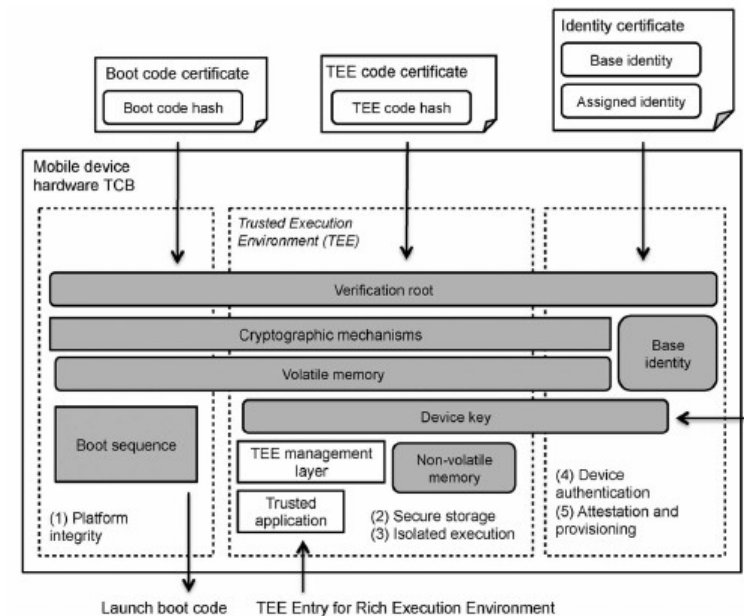 Identity certificate
Base identity
Assigned identity
Boot code certificate
Boot code hash
TEE code certificate
TEE code hash
Mobile device
hardware TCB
Trusted Execution
Environment (TEE)
Verification root
Cryptographic mechanisms
Base
identity
Volatile memory
Device key
Boot sequence
TEE management
layer
Non-volatile
memory
Trusted
application
(1) Platform
integrity
(2) Secure storage
(3) Isolated execution
(4) Device
authentication
(5) Attestation and
provisioning
Launch boot code
TEE Entry for Rich Execution Environment